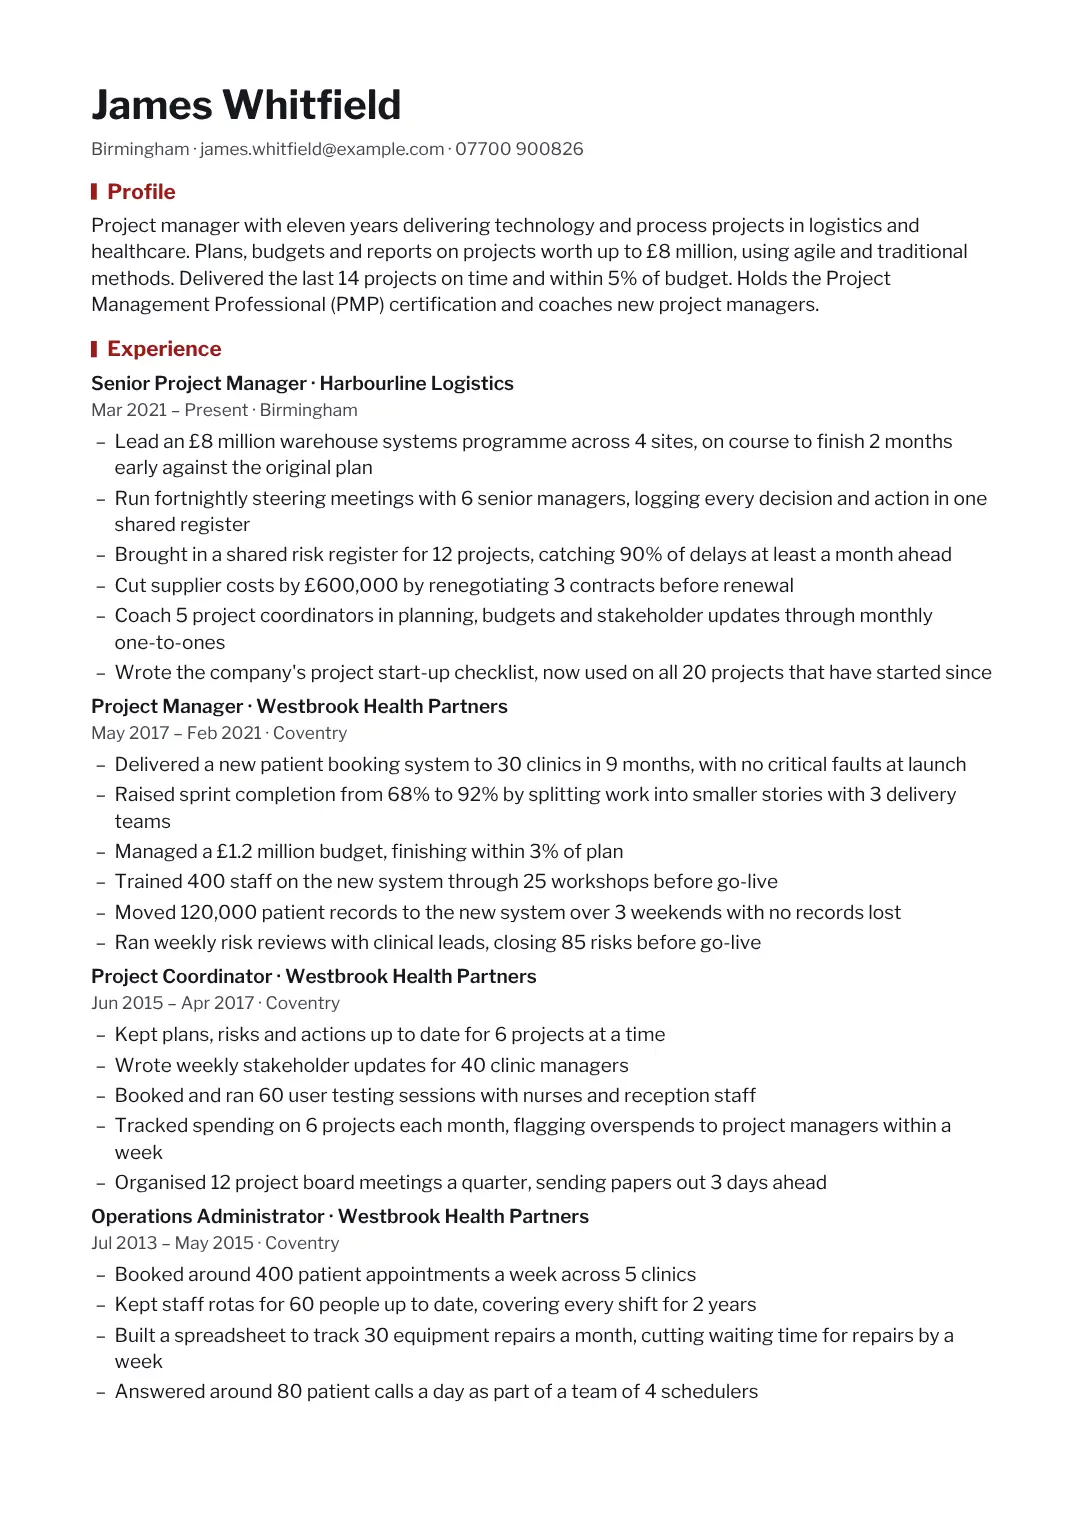 James Whitfield
Birmingham · james.whitfield@example.com · 07700 900826
Profile
Project manager with eleven years delivering technology and process projects in logistics and
healthcare. Plans, budgets and reports on projects worth up to £8 million, using agile and traditional
methods. Delivered the last 14 projects on time and within 5% of budget. Holds the Project
Management Professional (PMP) certification and coaches new project managers.
Experience
Senior Project Manager · Harbourline Logistics
Mar 2021 – Present · Birmingham
– Lead an £8 million warehouse systems programme across 4 sites, on course to finish 2 months
early against the original plan
– Run fortnightly steering meetings with 6 senior managers, logging every decision and action in one
shared register
– Brought in a shared risk register for 12 projects, catching 90% of delays at least a month ahead
– Cut supplier costs by £600,000 by renegotiating 3 contracts before renewal
– Coach 5 project coordinators in planning, budgets and stakeholder updates through monthly
one-to-ones
– Wrote the company's project start-up checklist, now used on all 20 projects that have started since
Project Manager · Westbrook Health Partners
May 2017 – Feb 2021 · Coventry
– Delivered a new patient booking system to 30 clinics in 9 months, with no critical faults at launch
– Raised sprint completion from 68% to 92% by splitting work into smaller stories with 3 delivery
teams
– Managed a £1.2 million budget, finishing within 3% of plan
– Trained 400 staff on the new system through 25 workshops before go-live
– Moved 120,000 patient records to the new system over 3 weekends with no records lost
– Ran weekly risk reviews with clinical leads, closing 85 risks before go-live
Project Coordinator · Westbrook Health Partners
Jun 2015 – Apr 2017 · Coventry
– Kept plans, risks and actions up to date for 6 projects at a time
– Wrote weekly stakeholder updates for 40 clinic managers
– Booked and ran 60 user testing sessions with nurses and reception staff
– Tracked spending on 6 projects each month, flagging overspends to project managers within a
week
– Organised 12 project board meetings a quarter, sending papers out 3 days ahead
Operations Administrator · Westbrook Health Partners
Jul 2013 – May 2015 · Coventry
– Booked around 400 patient appointments a week across 5 clinics
– Kept staff rotas for 60 people up to date, covering every shift for 2 years
– Built a spreadsheet to track 30 equipment repairs a month, cutting waiting time for repairs by a
week
– Answered around 80 patient calls a day as part of a team of 4 schedulers